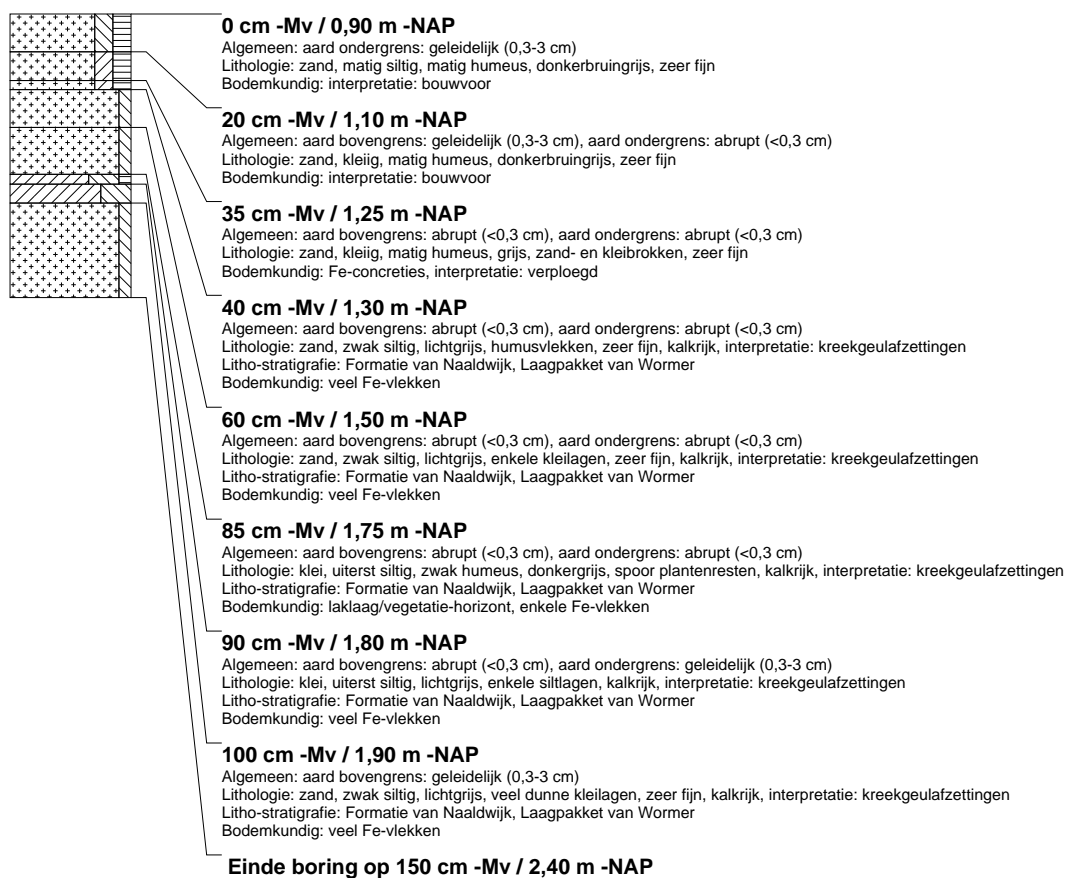 0 cm -Mv / 0,90 m -NAP
Algemeen: aard ondergrens: geleidelijk (0,3-3 cm)
Lithologie: zand, matig siltig, matig humeus, donkerbruingrijs, zeer fijn
Bodemkundig: interpretatie: bouwvoor
20 cm -Mv / 1,10 m -NAP
Algemeen: aard bovengrens: geleidelijk (0,3-3 cm), aard ondergrens: abrupt (<0,3 cm)
Lithologie: zand, kleiig, matig humeus, donkerbruingrijs, zeer fijn
Bodemkundig: interpretatie: bouwvoor
35 cm -Mv / 1,25 m -NAP
Algemeen: aard bovengrens: abrupt (<0,3 cm), aard ondergrens: abrupt (<0,3 cm)
Lithologie: zand, kleiig, matig humeus, grijs, zand- en kleibrokken, zeer fijn
Bodemkundig: Fe-concreties, interpretatie: verploegd
40 cm -Mv / 1,30 m -NAP
Algemeen: aard bovengrens: abrupt (<0,3 cm), aard ondergrens: abrupt (<0,3 cm)
Lithologie: zand, zwak siltig, lichtgrijs, humusvlekken, zeer fijn, kalkrijk, interpretatie: kreekgeulafzettingen
Litho-stratigrafie: Formatie van Naaldwijk, Laagpakket van Wormer
Bodemkundig: veel Fe-vlekken
60 cm -Mv / 1,50 m -NAP
Algemeen: aard bovengrens: abrupt (<0,3 cm), aard ondergrens: abrupt (<0,3 cm)
Lithologie: zand, zwak siltig, lichtgrijs, enkele kleilagen, zeer fijn, kalkrijk, interpretatie: kreekgeulafzettingen
Litho-stratigrafie: Formatie van Naaldwijk, Laagpakket van Wormer
Bodemkundig: veel Fe-vlekken
85 cm -Mv / 1,75 m -NAP
Algemeen: aard bovengrens: abrupt (<0,3 cm), aard ondergrens: abrupt (<0,3 cm)
Lithologie: klei, uiterst siltig, zwak humeus, donkergrijs, spoor plantenresten, kalkrijk, interpretatie: kreekgeulafzettingen
Litho-stratigrafie: Formatie van Naaldwijk, Laagpakket van Wormer
Bodemkundig: laklaag/vegetatie-horizont, enkele Fe-vlekken
90 cm -Mv / 1,80 m -NAP
Algemeen: aard bovengrens: abrupt (<0,3 cm), aard ondergrens: geleidelijk (0,3-3 cm)
Lithologie: klei, uiterst siltig, lichtgrijs, enkele siltlagen, kalkrijk, interpretatie: kreekgeulafzettingen
Litho-stratigrafie: Formatie van Naaldwijk, Laagpakket van Wormer
Bodemkundig: veel Fe-vlekken
100 cm -Mv / 1,90 m -NAP
Algemeen: aard bovengrens: geleidelijk (0,3-3 cm)
Lithologie: zand, zwak siltig, lichtgrijs, veel dunne kleilagen, zeer fijn, kalkrijk, interpretatie: kreekgeulafzettingen
Litho-stratigrafie: Formatie van Naaldwijk, Laagpakket van Wormer
Bodemkundig: veel Fe-vlekken
Einde boring op 150 cm -Mv / 2,40 m -NAP